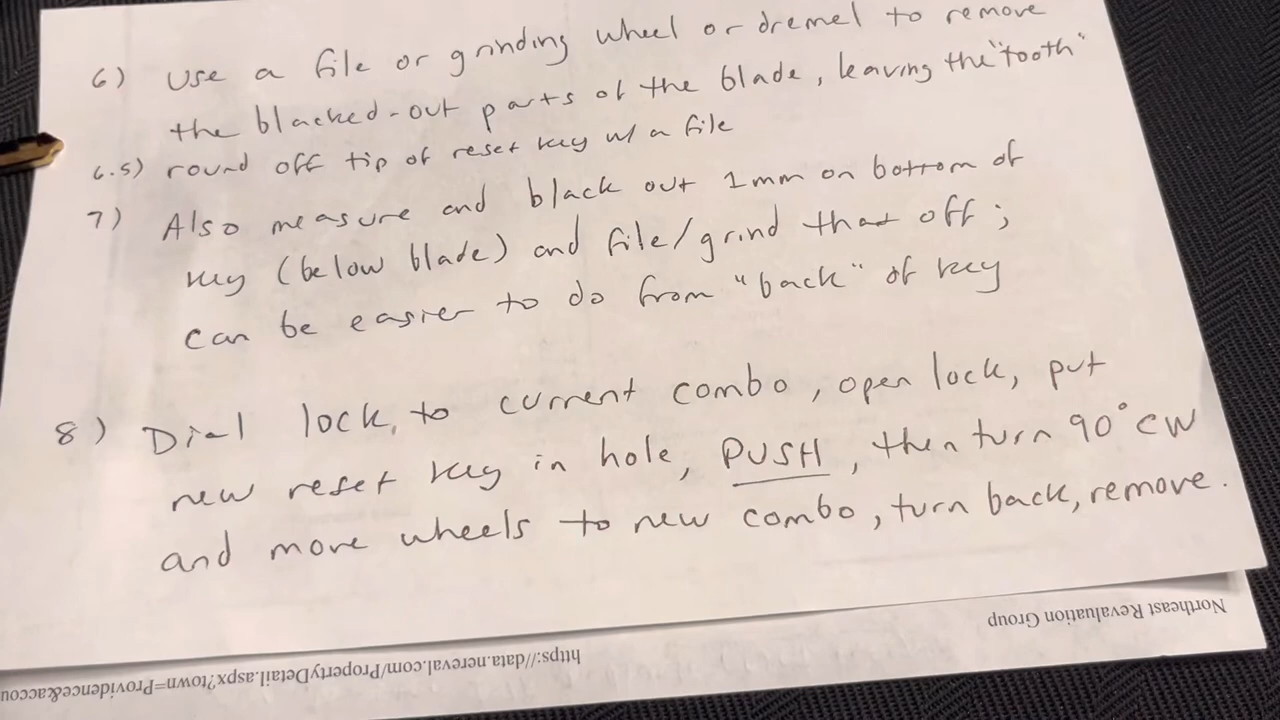 6) Use a file or grinding wheel or dremel to remove
the blacked-out parts of the blade, leaving the "tooth"
6.5) round off tip of reset key w/ a file
7) Also measure and black out 1mm on bottom of
key (below blade) and file/grind that off;
can be easier to do from "back" of key
8) Dial lock, to current combo, open lock, put
new reset key in hole, PUSH, then turn 90° CW
and move wheels to new combo, turn back, remove.
Northeast Revaluation Group
https://data.nereval.com/PropertyDetail.aspx?town=Providence&accou